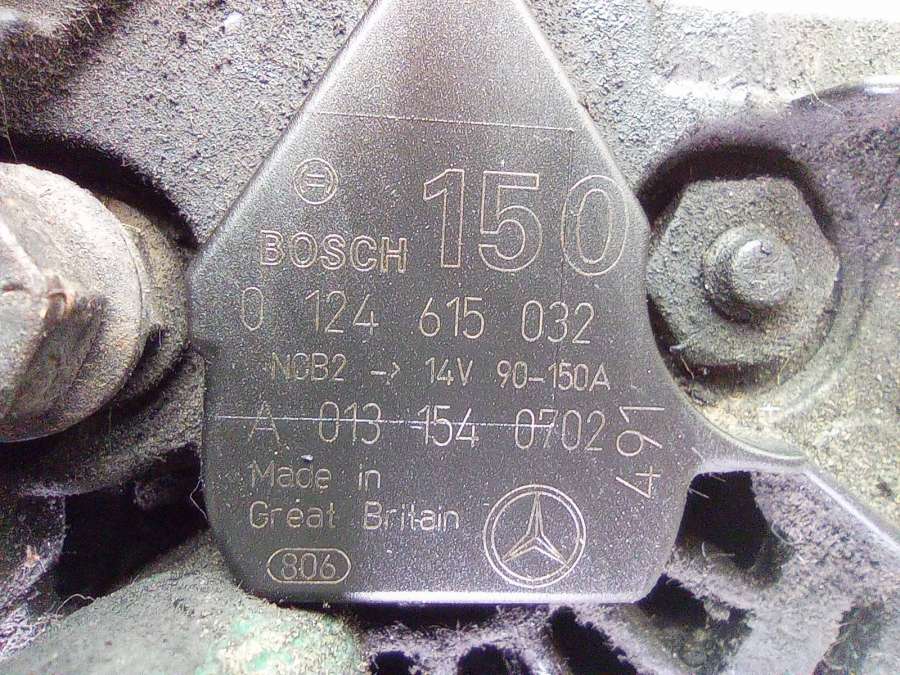 150
BOSCH
0 124 615 032
NCB2 -> 14V 90-150A
A 013 154 0702
491
Made in
Great Britain
806